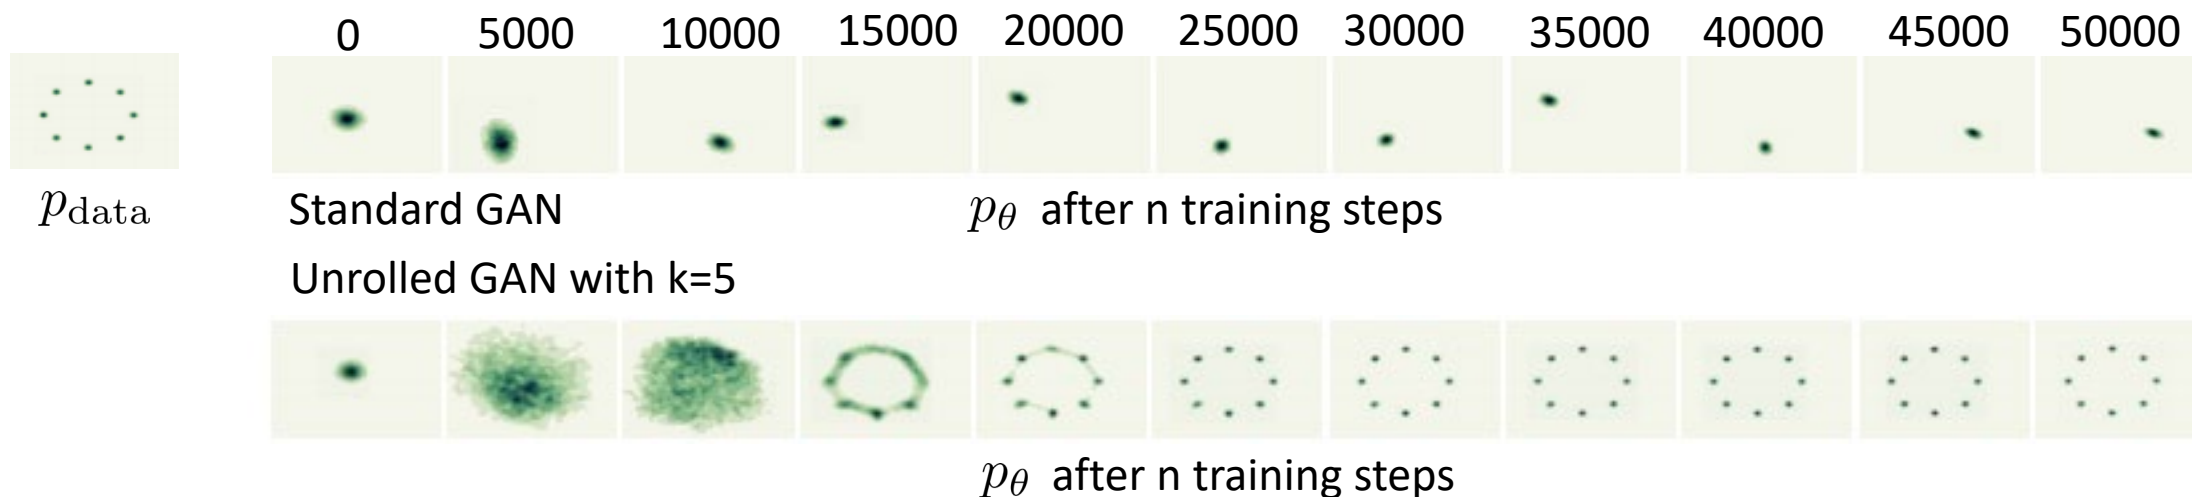 0 5000 10000 15000 20000 25000 30000 35000 40000 45000 50000
p_data Standard GAN p_θ after n training steps
Unrolled GAN with k=5
p_θ after n training steps